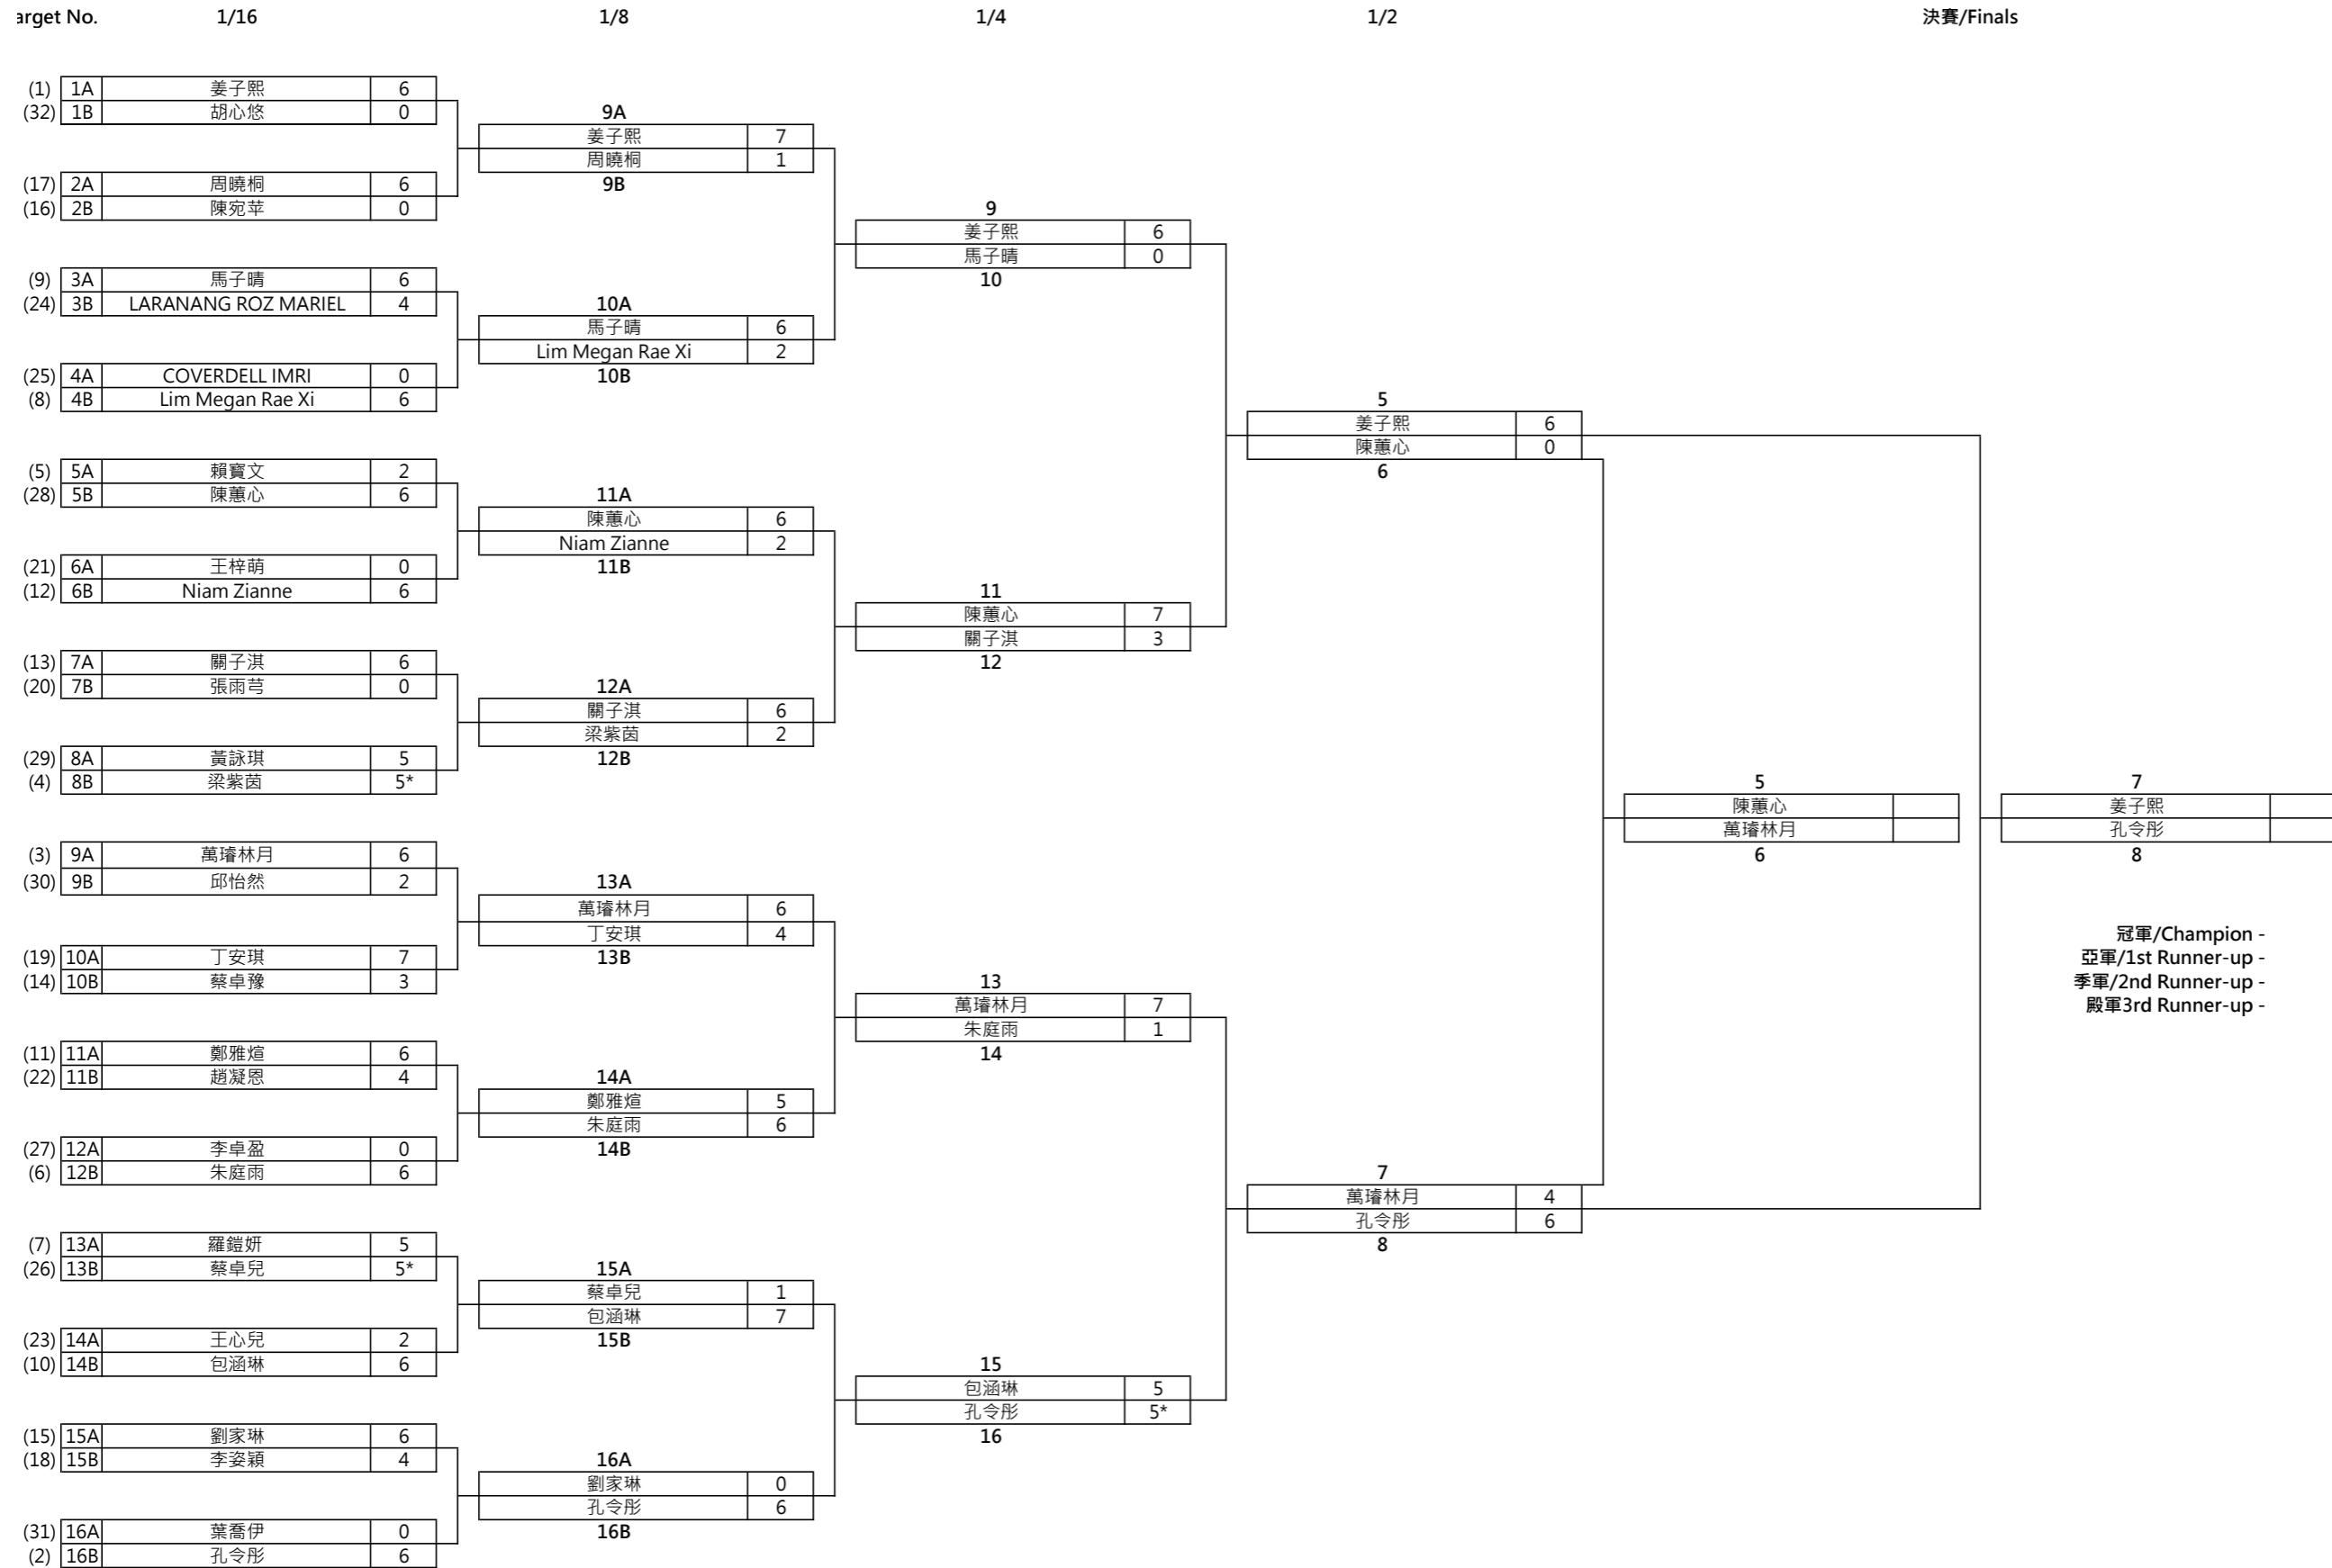 arget No. 1/16 1/8 1/4 1/2 決賽/Finals
(1) 1A 姜子熙 6
(32) 1B 胡心悠 0
(17) 2A 周曉桐 6
(16) 2B 陳宛苹 0
(9) 3A 馬子晴 6
(24) 3B LARANANG ROZ MARIEL 4
(25) 4A COVERDELL IMRI 0
(8) 4B Lim Megan Rae Xi 6
(5) 5A 賴寶文 2
(28) 5B 陳蕙心 6
(21) 6A 王梓萌 0
(12) 6B Niam Zianne 6
(13) 7A 關子淇 6
(20) 7B 張雨芎 0
(29) 8A 黃詠琪 5
(4) 8B 梁紫茵 5*
(3) 9A 萬璿林月 6
(30) 9B 邱怡然 2
(19) 10A 丁安琪 7
(14) 10B 蔡卓豫 3
(11) 11A 鄭雅煊 6
(22) 11B 趙凝恩 4
(27) 12A 李卓盈 0
(6) 12B 朱庭雨 6
(7) 13A 羅鎧妍 5
(26) 13B 蔡卓兒 5*
(23) 14A 王心兒 2
(10) 14B 包涵琳 6
(15) 15A 劉家琳 6
(18) 15B 李姿穎 4
(31) 16A 葉喬伊 0
(2) 16B 孔令彤 6
9A
姜子熙 7
周曉桐 1
9B
10A
馬子晴 6
Lim Megan Rae Xi 2
10B
11A
陳蕙心 6
Niam Zianne 2
11B
12A
關子淇 6
梁紫茵 2
12B
13A
萬璿林月 6
丁安琪 4
13B
14A
鄭雅煊 5
朱庭雨 6
14B
15A
蔡卓兒 1
包涵琳 7
15B
16A
劉家琳 0
孔令彤 6
16B
9
姜子熙 6
馬子晴 0
10
11
陳蕙心 7
關子淇 3
12
13
萬璿林月 7
朱庭雨 1
14
15
包涵琳 5
孔令彤 5*
16
5
姜子熙 6
陳蕙心 0
6
7
萬璿林月 4
孔令彤 6
8
5
陳蕙心
萬璿林月
6
7
姜子熙
孔令彤
8
冠軍/Champion -
亞軍/1st Runner-up -
季軍/2nd Runner-up -
殿軍3rd Runner-up -